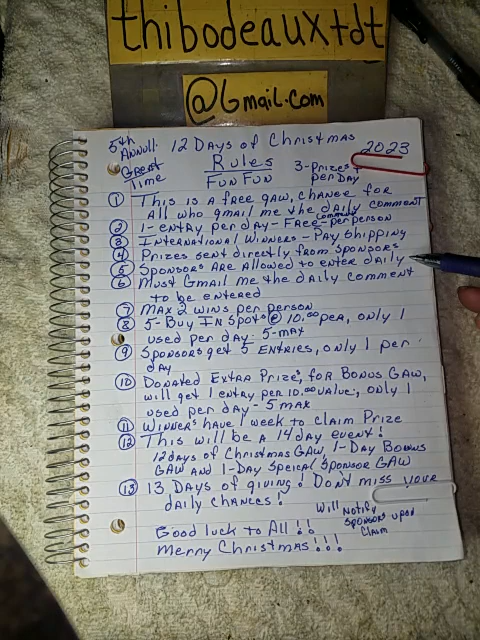 thibodeauxtdt
@Gmail.com
5th Annual 12 Days of Christmas 2023
Great Time
Rules
Fun Fun
3-Prizes per Day
1 This is a free GAW, change for
All who gmail me the daily comment
2 1-entry per day - Free comment per person
3 International Winners - Pay Shipping
4 Prizes sent directly from Sponsors
5 Sponsors Are Allowed to enter daily
6 Must Gmail me the daily comment
to be entered
7 Max 2 wins per person
8 5-Buy In Spots @ 10.00 per, only 1
used per day - 5-max
9 Sponsors get 5 Entries, only 1 per
day
10 Donated Extra Prizes, for Bonus GAW,
will get 1 entry per 10.00 value, only 1
used per day - 5 max
11 Winners have 1 week to claim Prize
12 This will be a 14 day event!
12 days of Christmas GAW 1-Day Bonus
GAW and 1-Day Speical Sponsor GAW
13 13 Days of giving! Dont miss your
daily chances!
Will Notify
Sponsors upon
Claim
Good luck to All!!
Merry Christmas!!!